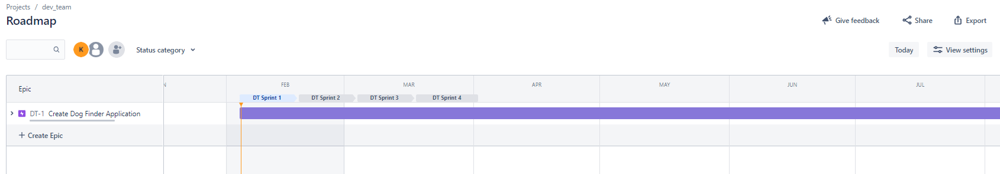 Projects / dev_team
Roadmap
Give feedback
Share
Export
K
Status category
Today
View settings
Epic
N
FEB
MAR
APR
MAY
JUN
JUL
DT Sprint 1
DT Sprint 2
DT Sprint 3
DT Sprint 4
DT-1 Create Dog Finder Application
+ Create Epic